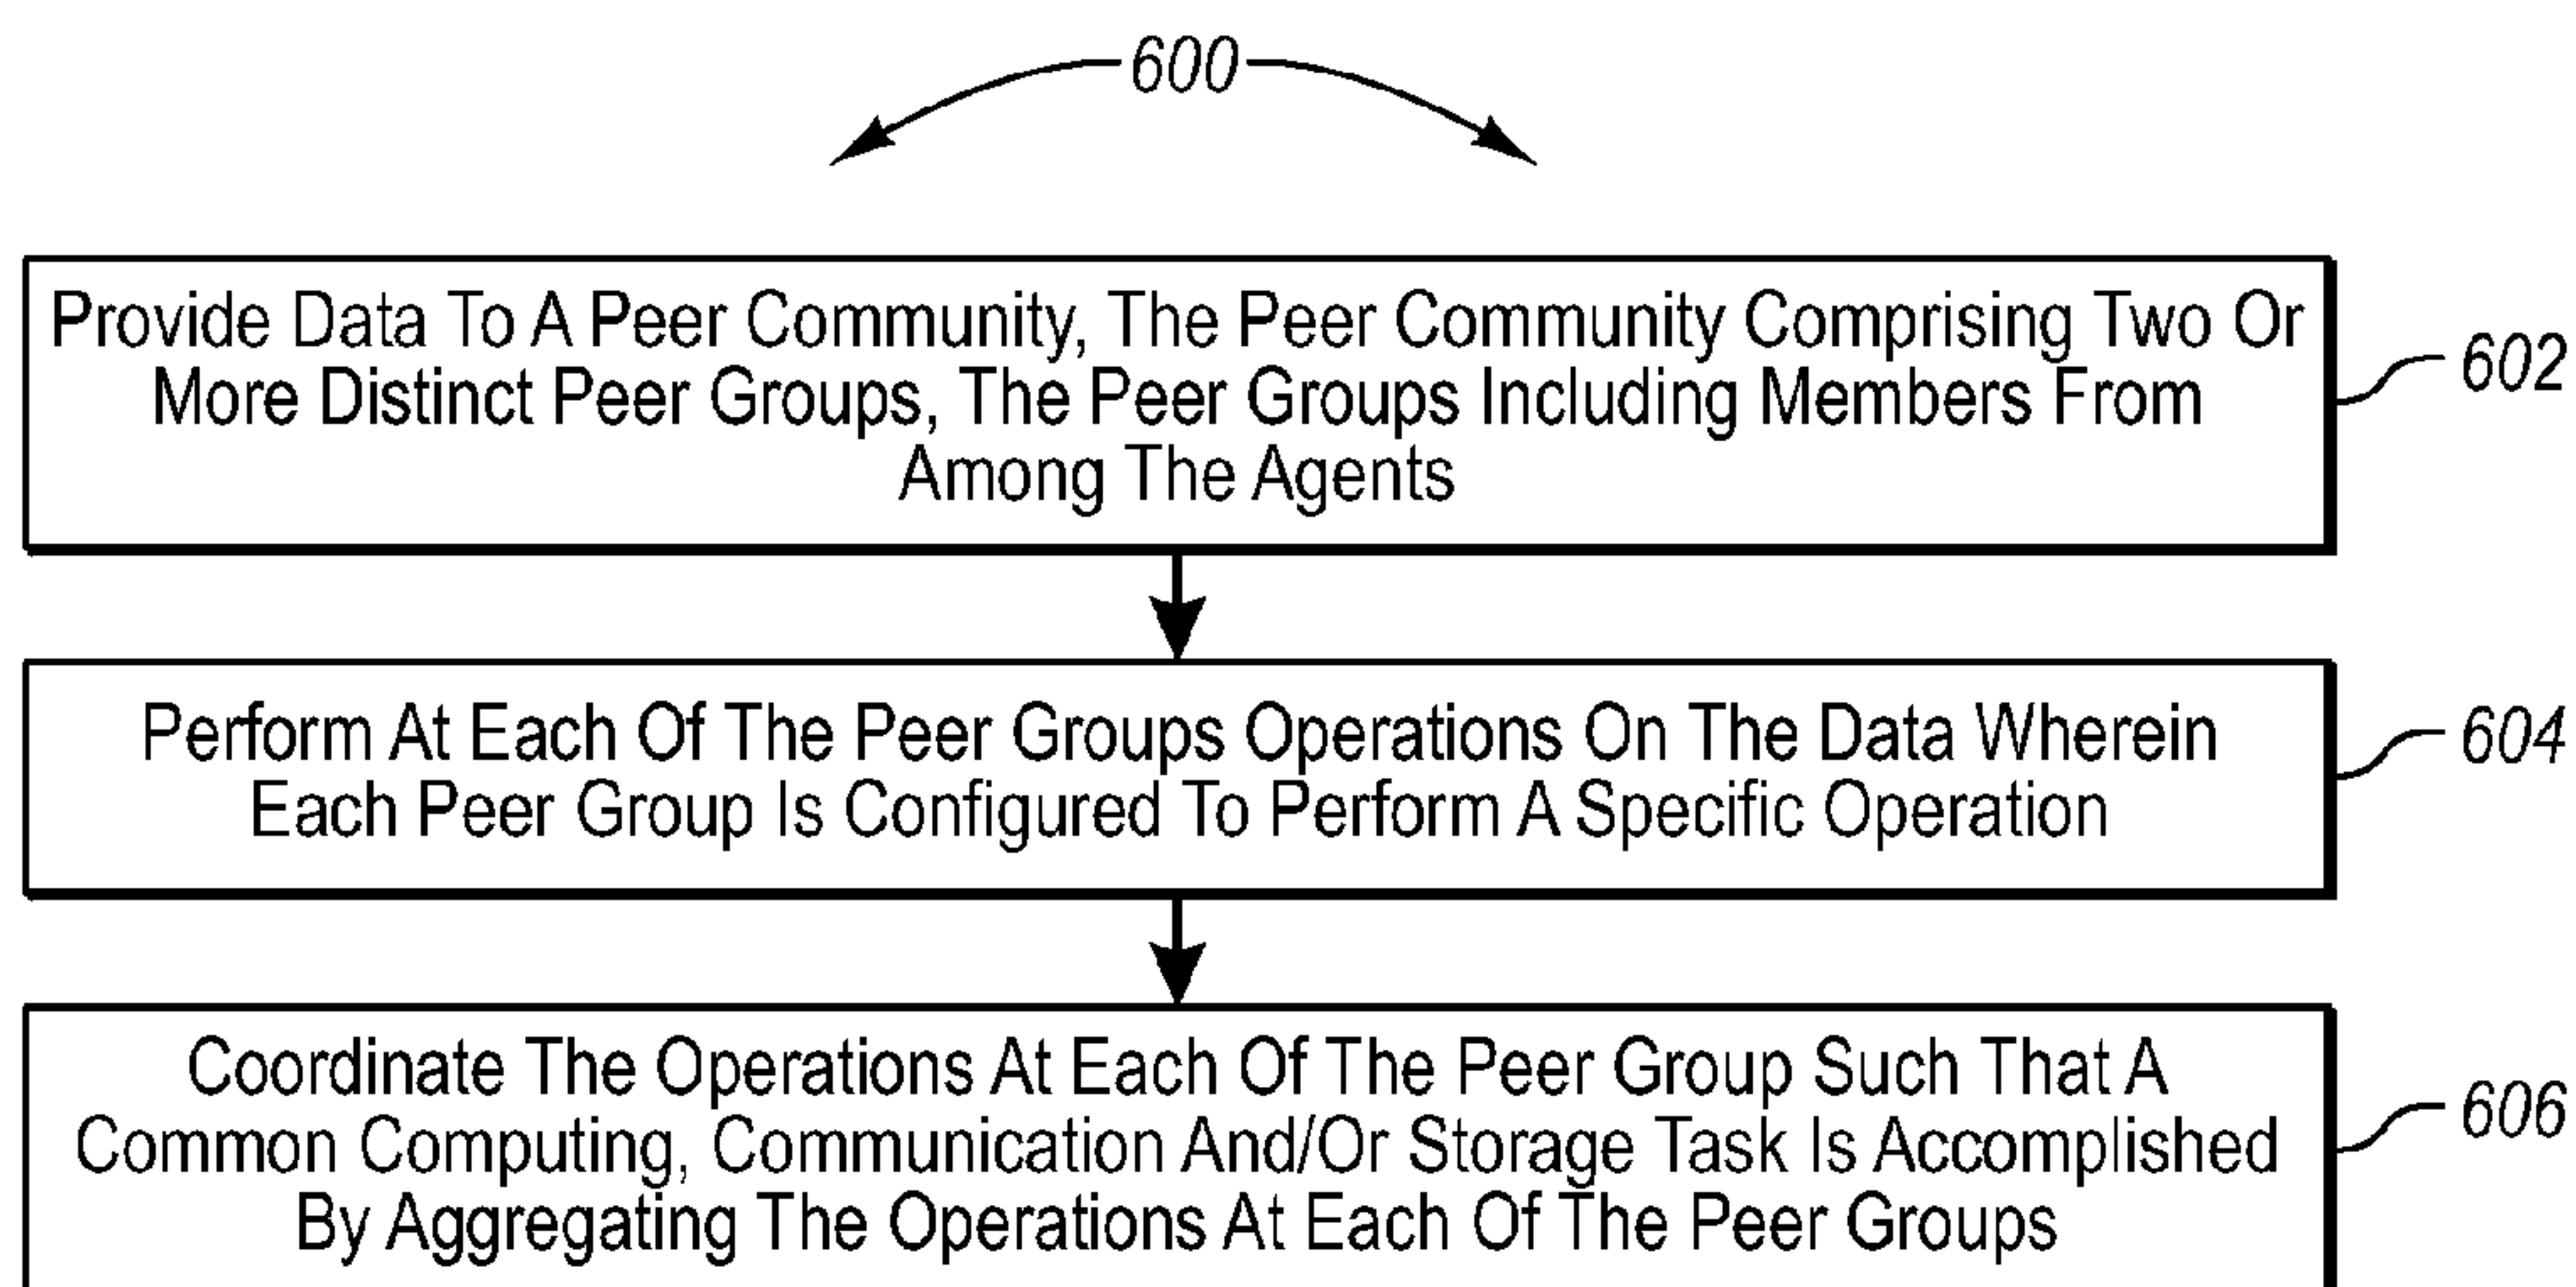 600
Provide Data To A Peer Community, The Peer Community Comprising Two Or
More Distinct Peer Groups, The Peer Groups Including Members From
Among The Agents
602
Perform At Each Of The Peer Groups Operations On The Data Wherein
Each Peer Group Is Configured To Perform A Specific Operation
604
Coordinate The Operations At Each Of The Peer Group Such That A
Common Computing, Communication And/Or Storage Task Is Accomplished
By Aggregating The Operations At Each Of The Peer Groups
606